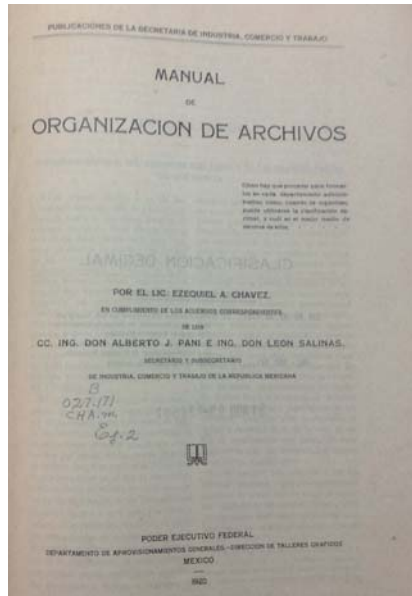 PUBLICACIONES DE LA SECRETARIA DE INDUSTRIA, COMERCIO Y TRABAJO
MANUAL
DE
ORGANIZACION DE ARCHIVOS
CLASIFICACION DECIMAL
POR EL LIC. EZEQUIEL A. CHAVEZ,
EN CUMPLIMIENTO DE LOS ACUERDOS CORRESPONDIENTES
DE LOS
CC. ING. DON ALBERTO J. PANI E ING. DON LEON SALINAS,
SECRETARIO Y SUBSECRETARIO
DE INDUSTRIA, COMERCIO Y TRABAJO DE LA REPUBLICA MEXICANA
B
027.171
CHA.m.
Ej. 2
PODER EJECUTIVO FEDERAL
DEPARTAMENTO DE APROVISIONAMIENTOS GENERALES.-DIRECCION DE TALLERES GRAFICOS
MEXICO
1920